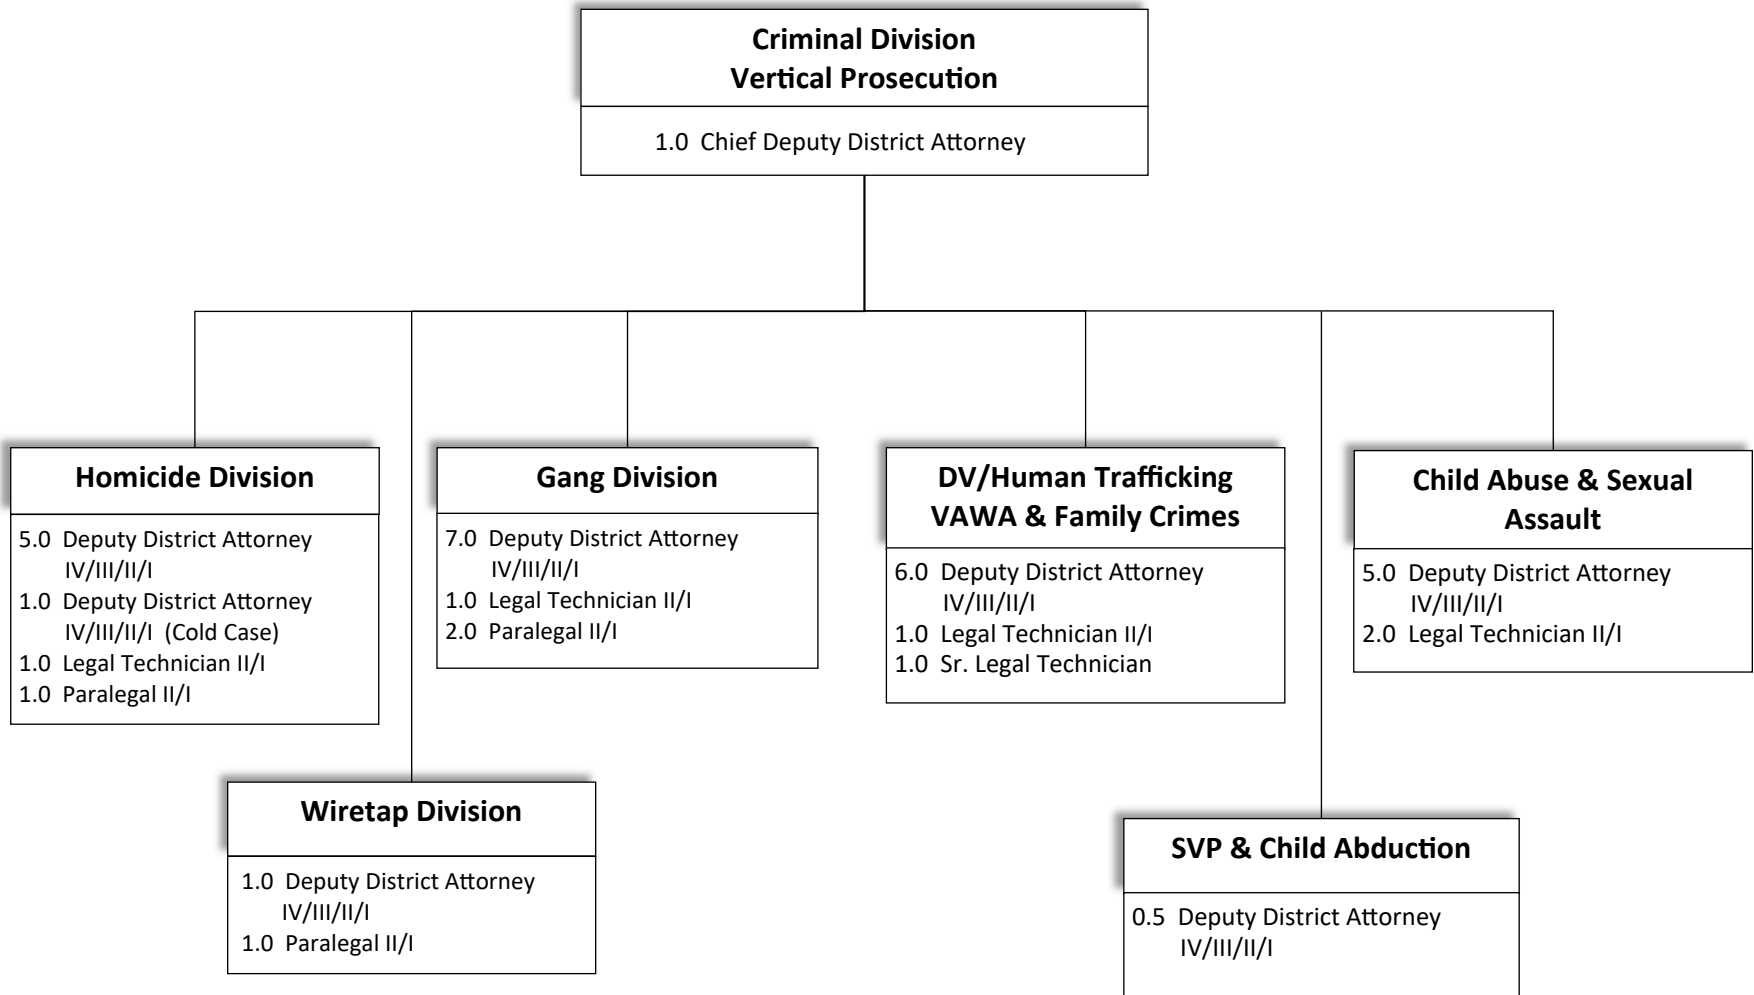 Criminal Division
Vertical Prosecution
1.0 Chief Deputy District Attorney
Homicide Division
5.0 Deputy District Attorney
IV/III/II/I
1.0 Deputy District Attorney
IV/III/II/I (Cold Case)
1.0 Legal Technician II/I
1.0 Paralegal II/I
Gang Division
7.0 Deputy District Attorney
IV/III/II/I
1.0 Legal Technician II/I
2.0 Paralegal II/I
DV/Human Trafficking
VAWA & Family Crimes
6.0 Deputy District Attorney
IV/III/II/I
1.0 Legal Technician II/I
1.0 Sr. Legal Technician
Child Abuse & Sexual
Assault
5.0 Deputy District Attorney
IV/III/II/I
2.0 Legal Technician II/I
Wiretap Division
1.0 Deputy District Attorney
IV/III/II/I
1.0 Paralegal II/I
SVP & Child Abduction
0.5 Deputy District Attorney
IV/III/II/I